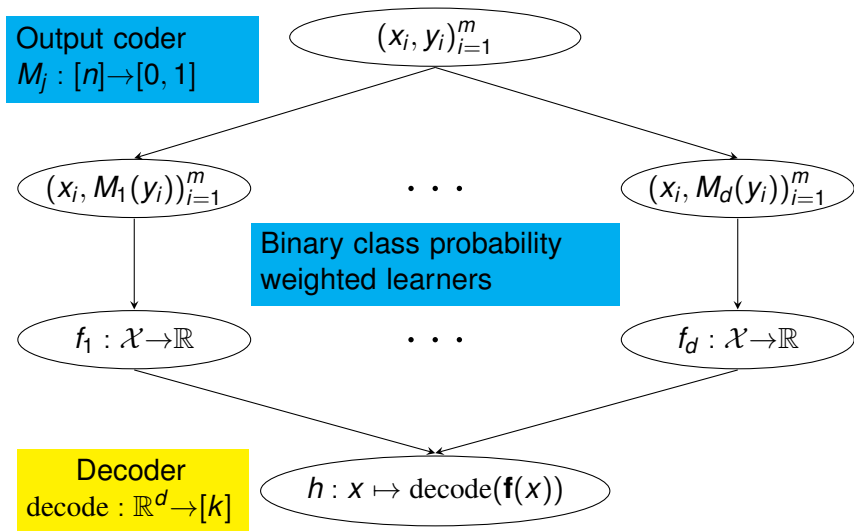 Output coder
M_j : [n]→[0, 1]
(x_i, y_i)_{i=1}^m
(x_i, M_1(y_i))_{i=1}^m
. . .
(x_i, M_d(y_i))_{i=1}^m
Binary class probability
weighted learners
f_1 : 𝒳→ℝ
. . .
f_d : 𝒳→ℝ
Decoder
decode : ℝ^d→[k]
h : x ↦ decode(𝐟(x))